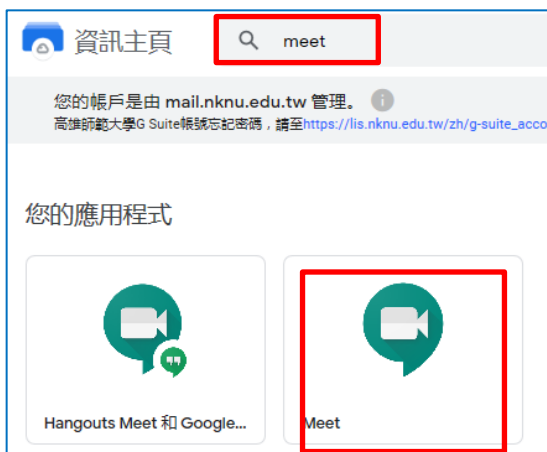 資訊主頁
meet
您的帳戶是由 mail.nknu.edu.tw 管理。
高雄師範大學G Suite帳號忘記密碼，請至https://lis.nknu.edu.tw/zh/g-suite_acco
您的應用程式
Hangouts Meet 和 Google...
Meet